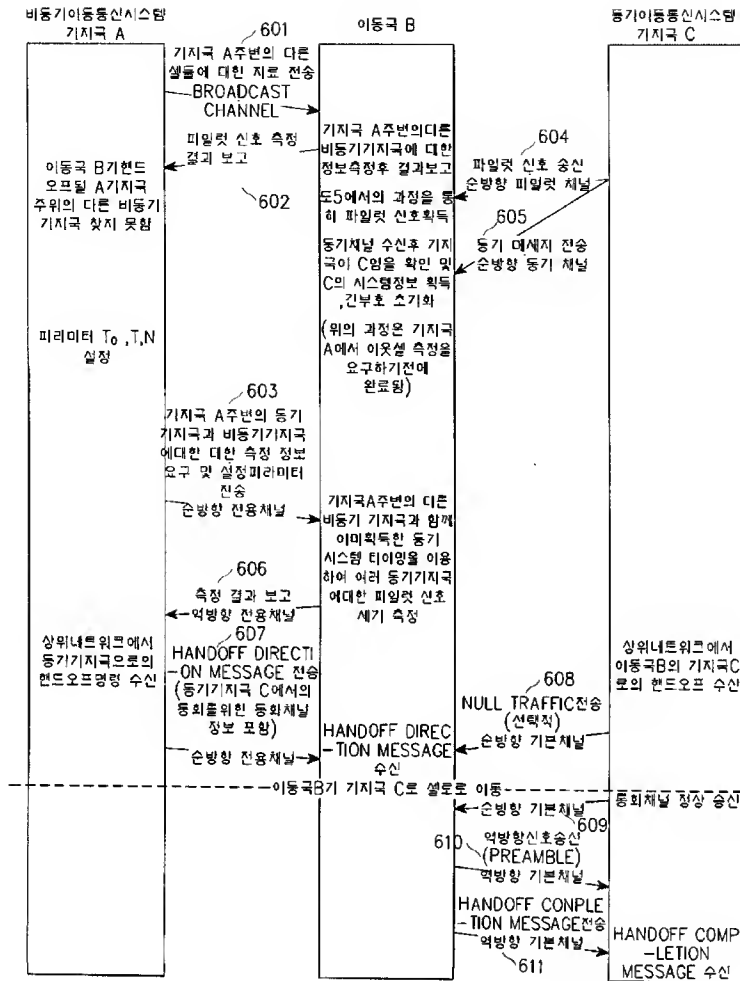 비동기이동통신시스템
기지국 A
이동국 B
동기이동통신시스템
기지국 C
601
기지국 A주변의 다른
셀들에 대한 자료 전송
BROADCAST
CHANNEL
파일럿 신호 측정
결과 보고
602
이동국 B가핸드
오프될 A기지국
주위의 다른 비동기
기지국 찾지 못함
기지국 A주변의다른
비동기기지국에 대한
정보측정후 결과보고
도5에서의 과정을 통
해 파일럿 신호획득
동기채널 수신후 기지
국이 C임을 확인 및
C의 시스템정보 획득
,긴부호 초기화
(위의 과정은 기지국
A에서 이웃셀 측정을
요구하기전에
완료됨)
604
파일럿 신호 송신
순방향 파일럿 채널
605
동기 메세지 전송
순방향 동기 채널
파라미터 T₀ ,T,N
설정
603
기지국 A주변의 동기
기지국과 비동기기지국
에대한 대한 측정 정보
요구 및 설정파라미터
전송
순방향 전용채널
기지국A주변의 다른
비동기 기지국과 함께
이미획득한 동기
시스템 타이밍을 이용
하여 여러 동기기지국
에대한 파일럿 신호
세기 측정
606
측정 결과 보고
역방향 전용채널
상위네트워크에서
동기기지국으로의
핸드오프명령 수신
607
HANDOFF DIRECTI
-ON MESSAGE 전송
(동기기지국 C에서의
통화를위한 통화채널
정보 포함)
순방향 전용채널
HANDOFF DIREC
-TION MESSAGE
수신
상위네트워크에서
이동국B의 기지국C
로의 핸드오프 수신
608
NULL TRAFFIC전송
(선택적)
순방향 기본채널
이동국B가 기지국 C로 셀로 이동
통화채널 정상 송신
순방향 기본채널
609
610
역방향신호송신
(PREAMBLE)
역방향 기본채널
HANDOFF CONPLE
-TION MESSAGE전송
역방향 기본채널
611
HANDOFF COMP
-LETION
MESSAGE 수신